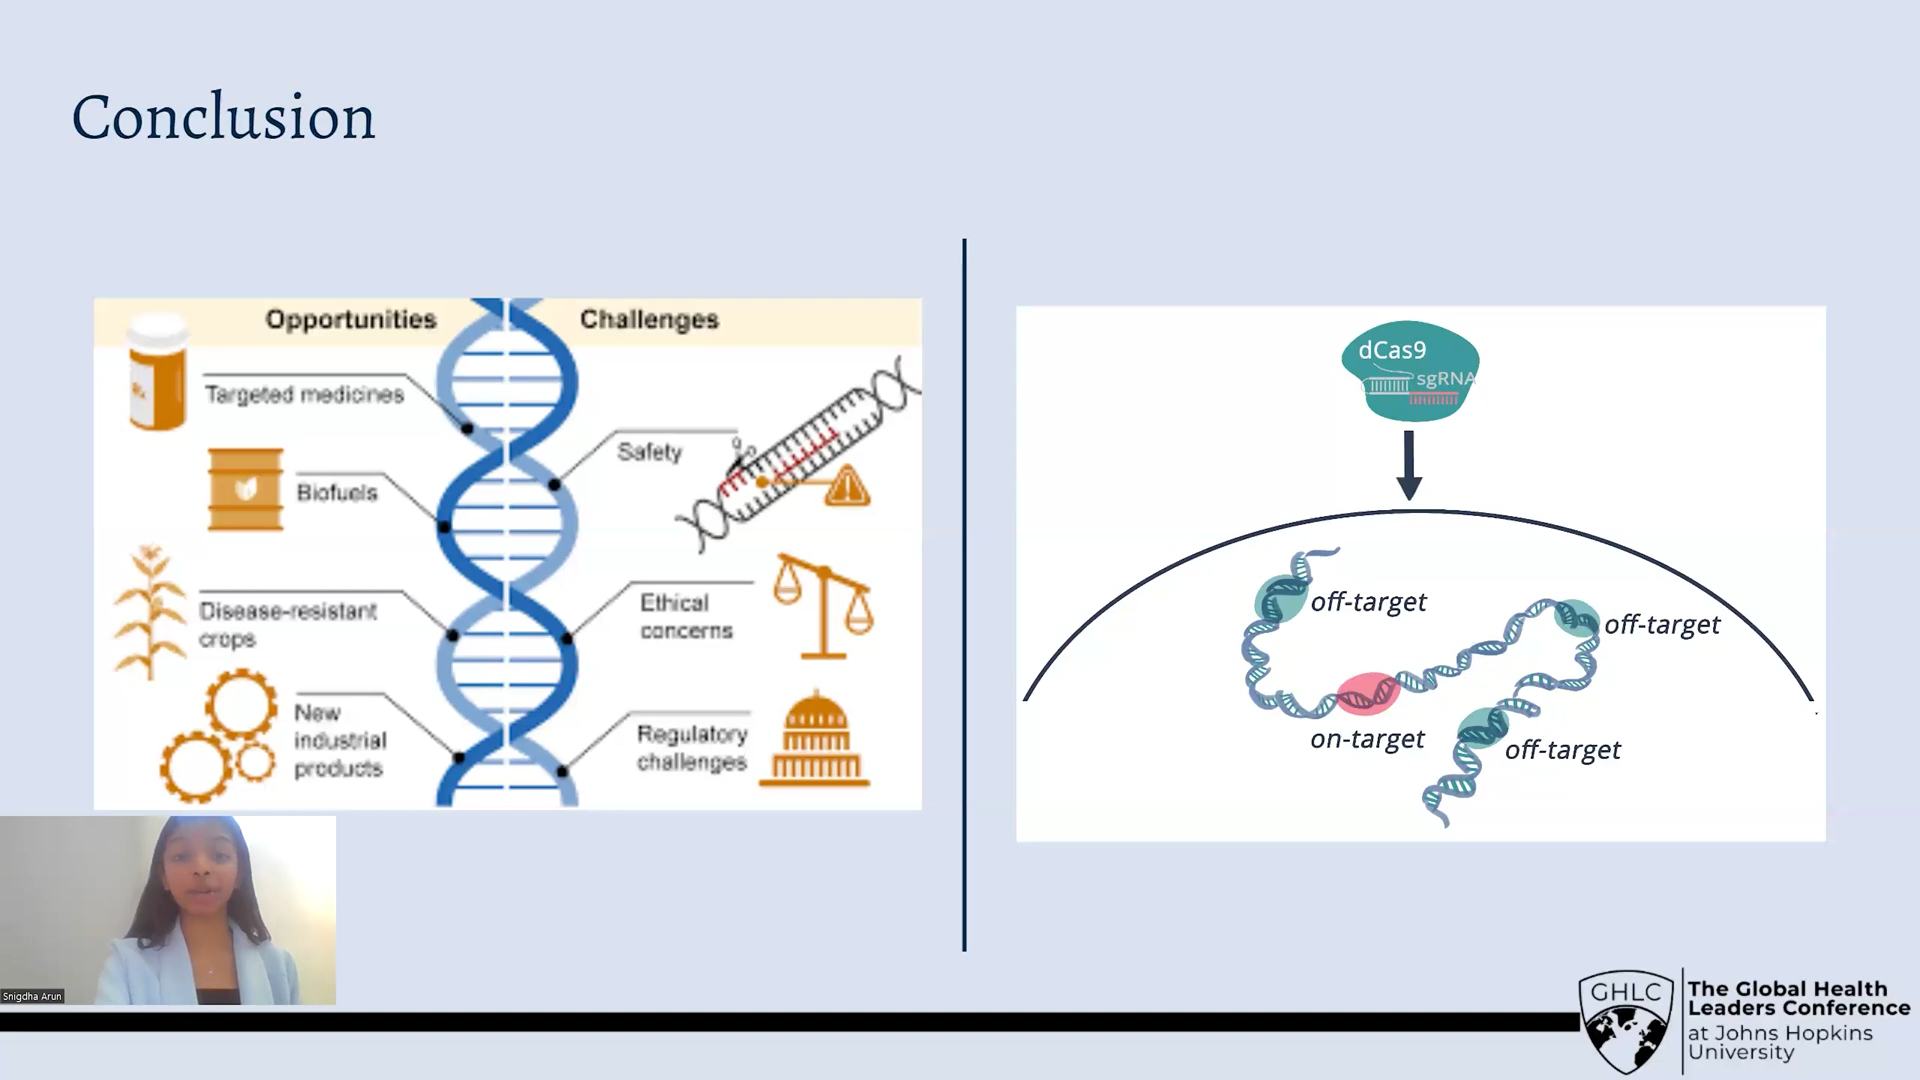 Conclusion
Opportunities
Challenges
Targeted medicines
Biofuels
Disease-resistant
crops
New
industrial
products
Safety
Ethical
concerns
Regulatory
challenges
dCas9
sgRNA
off-target
off-target
on-target
off-target
Snigdha Arun
GHLC
The Global Health
Leaders Conference
at Johns Hopkins
University